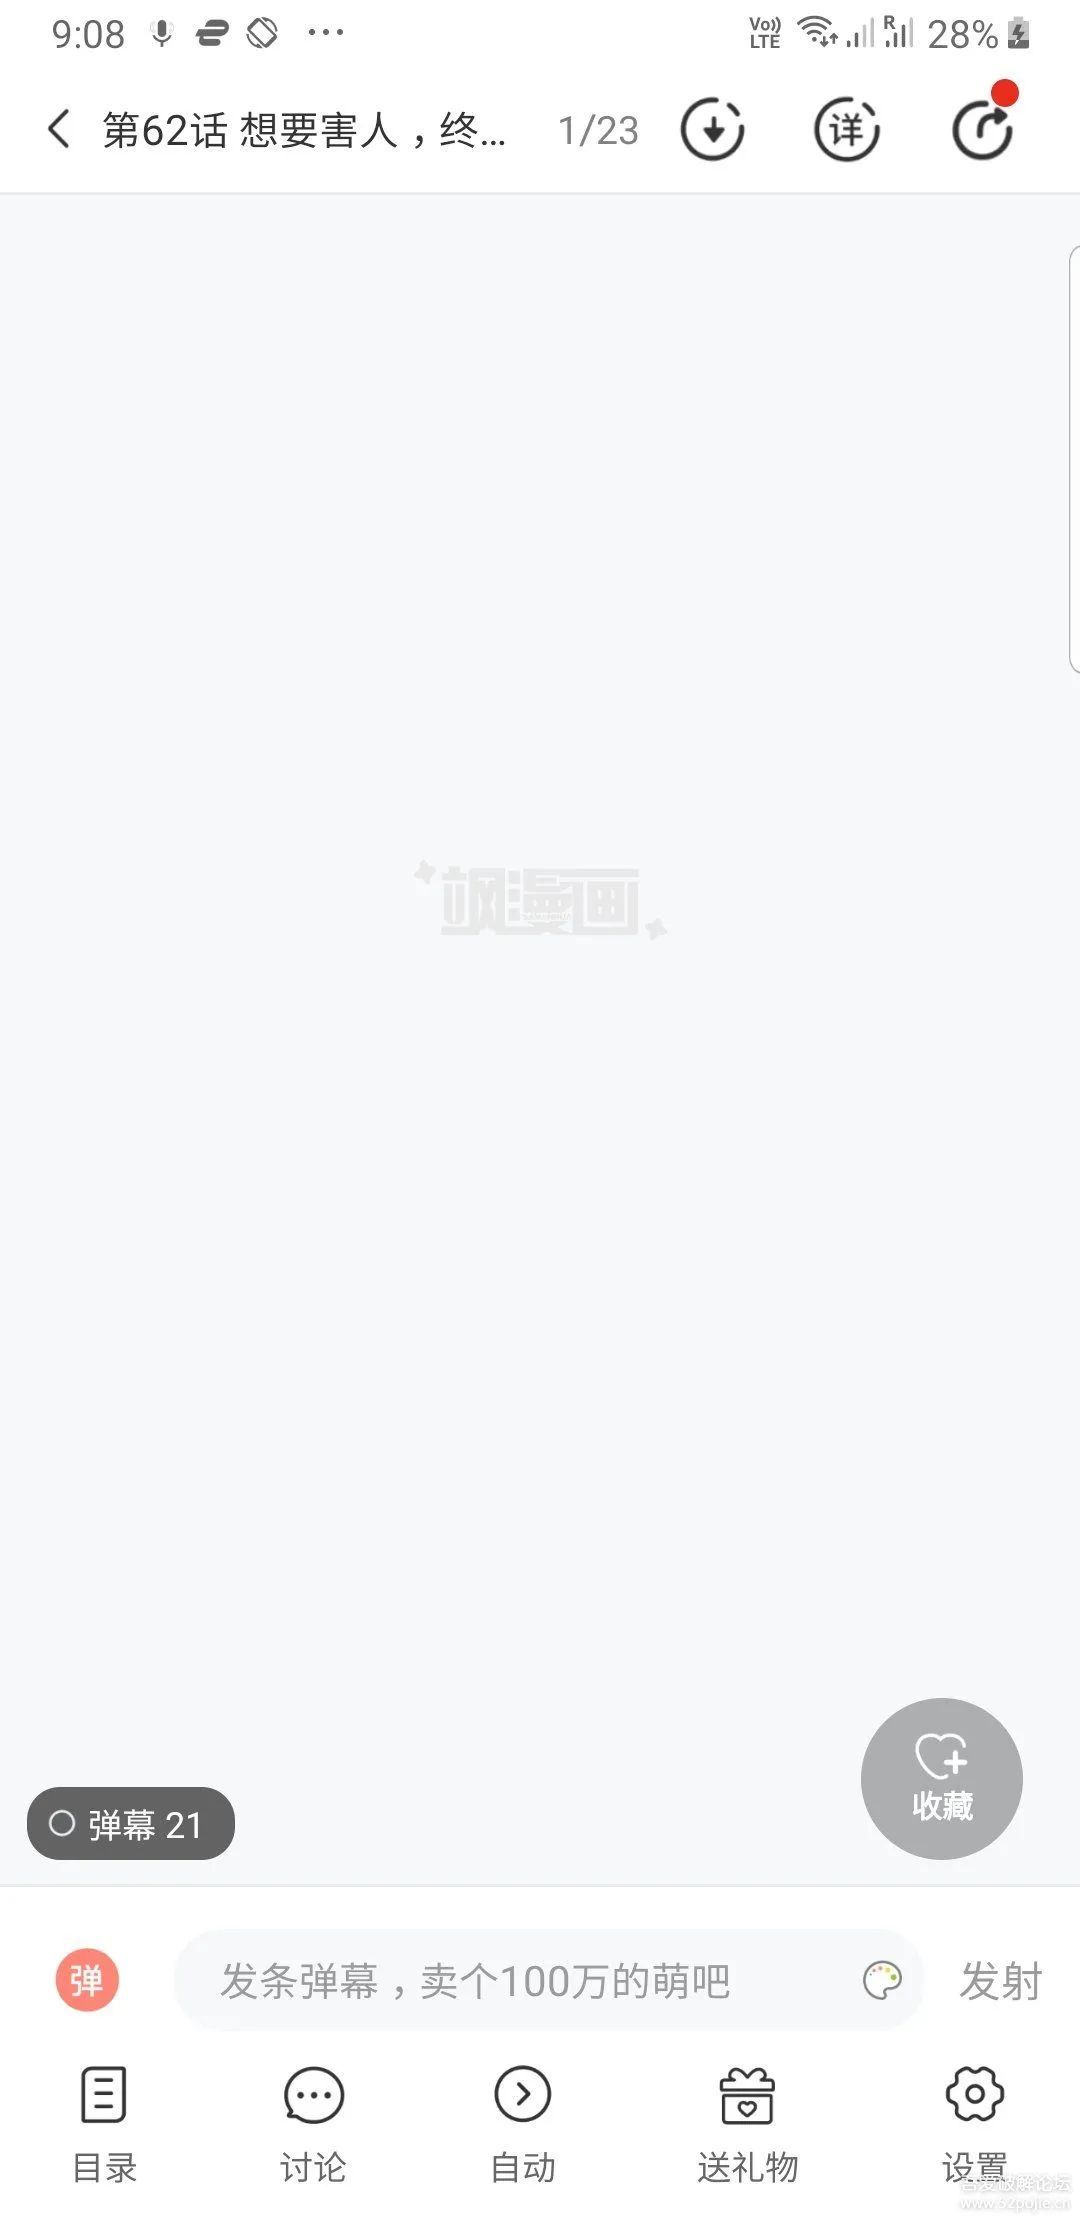 9:08
Vo)) LTE R 28%
第62话 想要害人，终... 1/23
详
飒漫画
收藏
弹幕 21
弹 发条弹幕，卖个100万的萌吧 发射
目录 讨论 自动 送礼物 设置
吾爱破解论坛
www.52pojie.cn